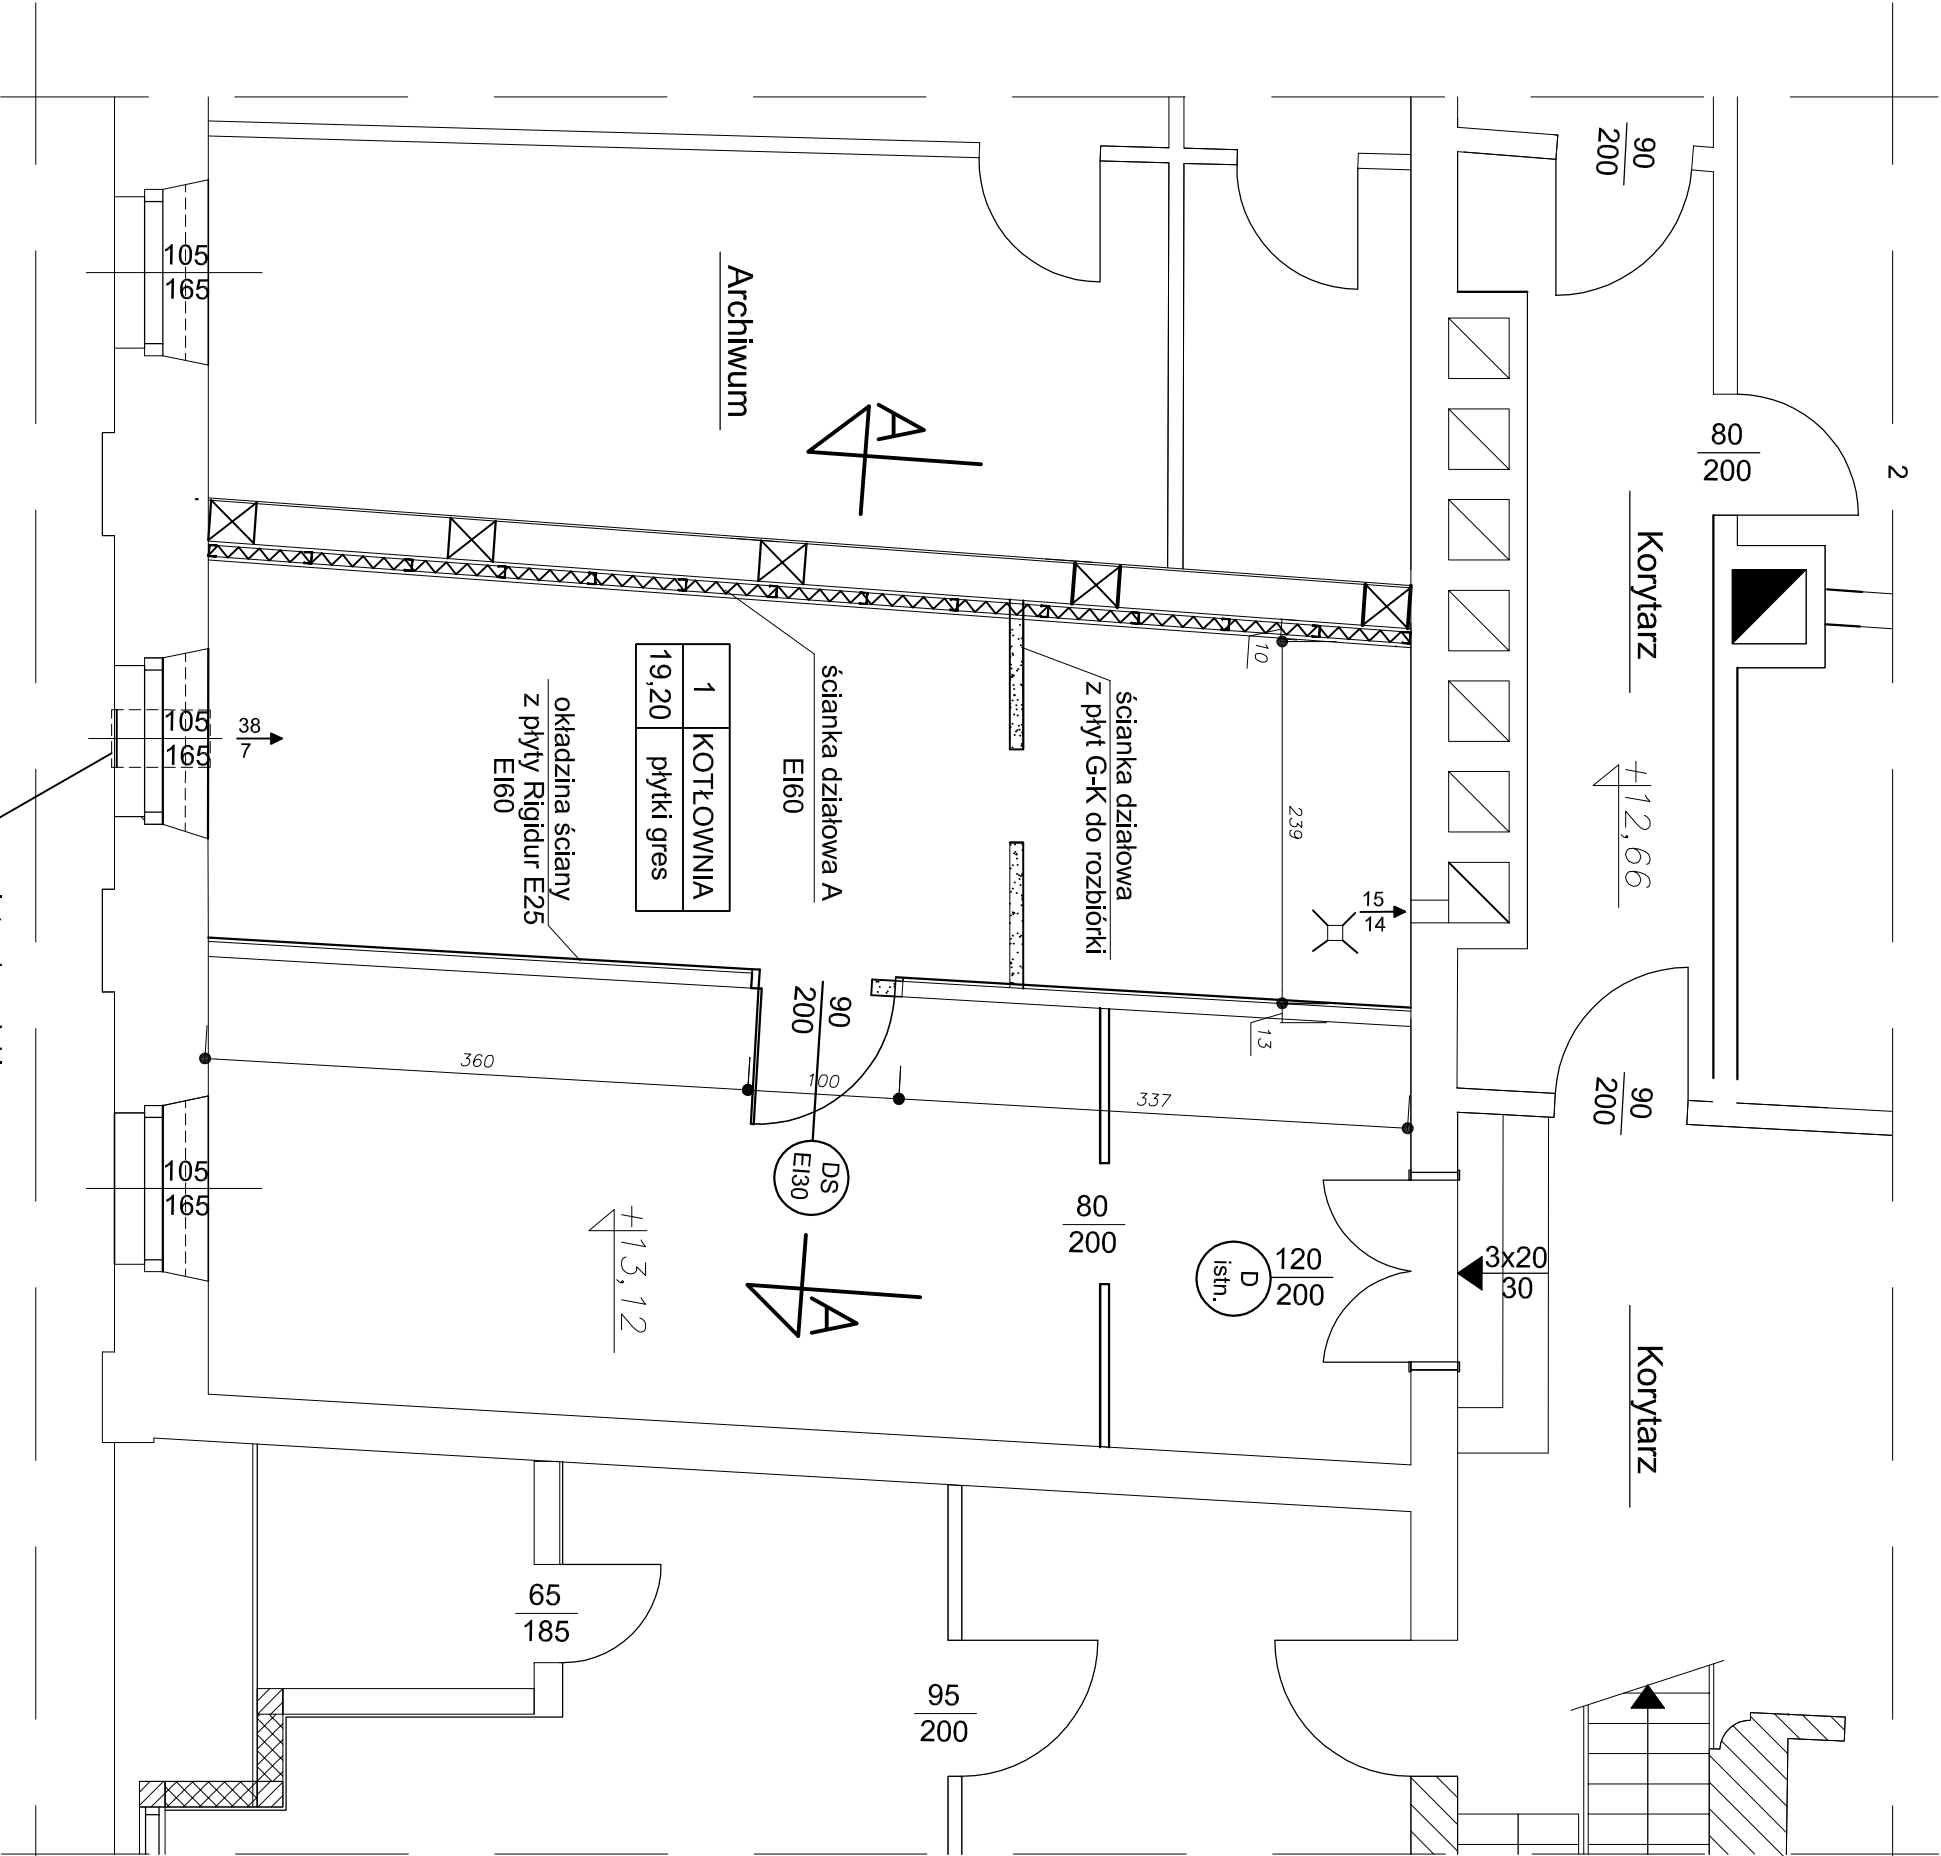 90
200
80
200
2
Korytarz
+12,66
90
200
Korytarz
105
165
Archiwum
A
105
165
38
7
1
KOTŁOWNIA
19,20
płytki gres
ścianka działowa A
EI60
okładzina ściany
z płyty Rigidur E25
EI60
ścianka działowa
z płyt G-K do rozbiórki
10
239
13
15
14
90
200
360
100
337
DS
EI30
105
165
+13,12
A
80
200
D
istn.
120
200
3x20
30
65
185
95
200